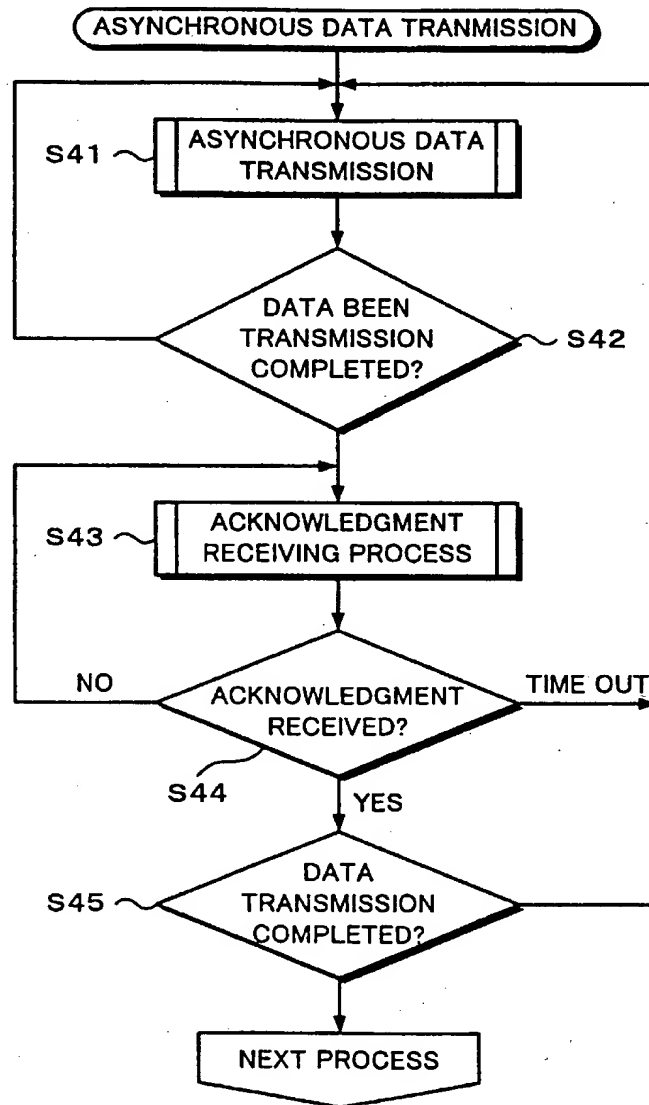 ASYNCHRONOUS DATA TRANMISSION
S41
ASYNCHRONOUS DATA
TRANSMISSION
DATA BEEN
TRANSMISSION
COMPLETED?
S42
S43
ACKNOWLEDGMENT
RECEIVING PROCESS
NO
ACKNOWLEDGMENT
RECEIVED?
TIME OUT
S44
YES
S45
DATA
TRANSMISSION
COMPLETED?
NEXT PROCESS